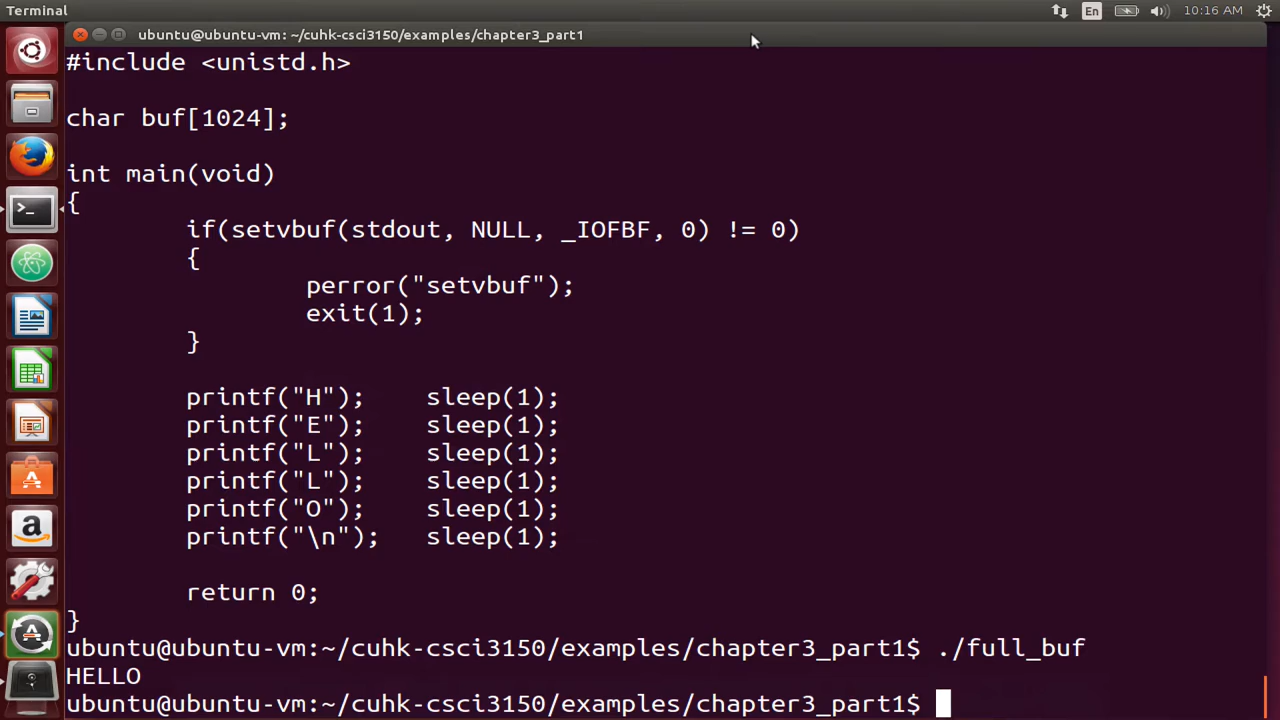 Terminal
En
10:16 AM
ubuntu@ubuntu-vm: ~/cuhk-csci3150/examples/chapter3_part1
#include <unistd.h>
char buf[1024];
int main(void)
{
if(setvbuf(stdout, NULL, _IOFBF, 0) != 0)
{
perror("setvbuf");
exit(1);
}
printf("H"); sleep(1);
printf("E"); sleep(1);
printf("L"); sleep(1);
printf("L"); sleep(1);
printf("O"); sleep(1);
printf("\n"); sleep(1);
return 0;
}
ubuntu@ubuntu-vm:~/cuhk-csci3150/examples/chapter3_part1$ ./full_buf
HELLO
ubuntu@ubuntu-vm:~/cuhk-csci3150/examples/chapter3_part1$